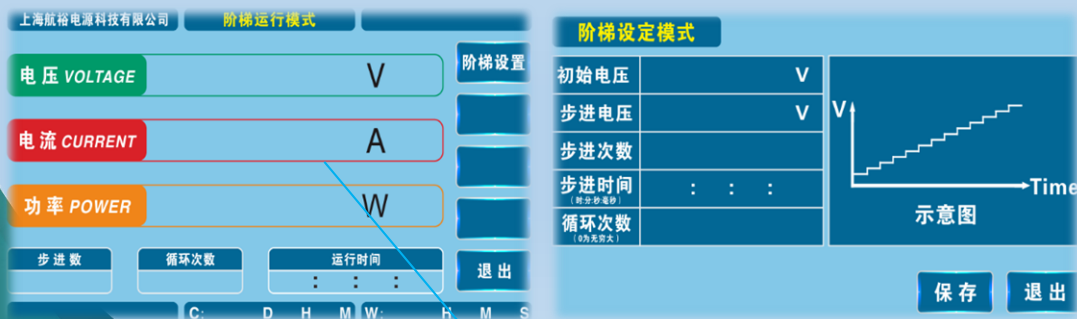 上海航裕电源科技有限公司
阶梯运行模式
电压 VOLTAGE
V
阶梯设置
电流 CURRENT
A
功率 POWER
W
步进数
循环次数
运行时间
: : :
退出
C: D H M W: H M S
阶梯设定模式
初始电压 V
步进电压 V
步进次数
步进时间 : : :
(时:分:秒:毫秒)
循环次数
(0为无穷大)
V
Time
示意图
保存
退出